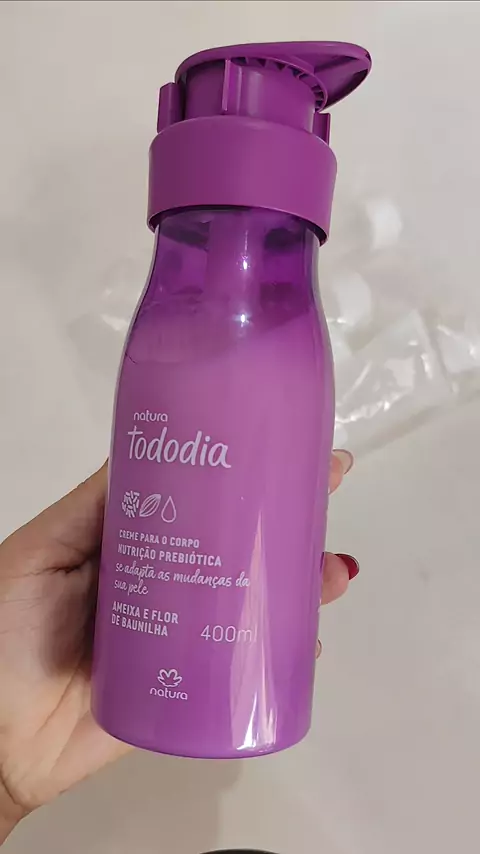 natura
tododia
CREME PARA O CORPO
NUTRIÇÃO PREBIÓTICA
se adapta as mudanças da
sua pele
AMEIXA E FLOR
DE BAUNILHA
400ml
natura